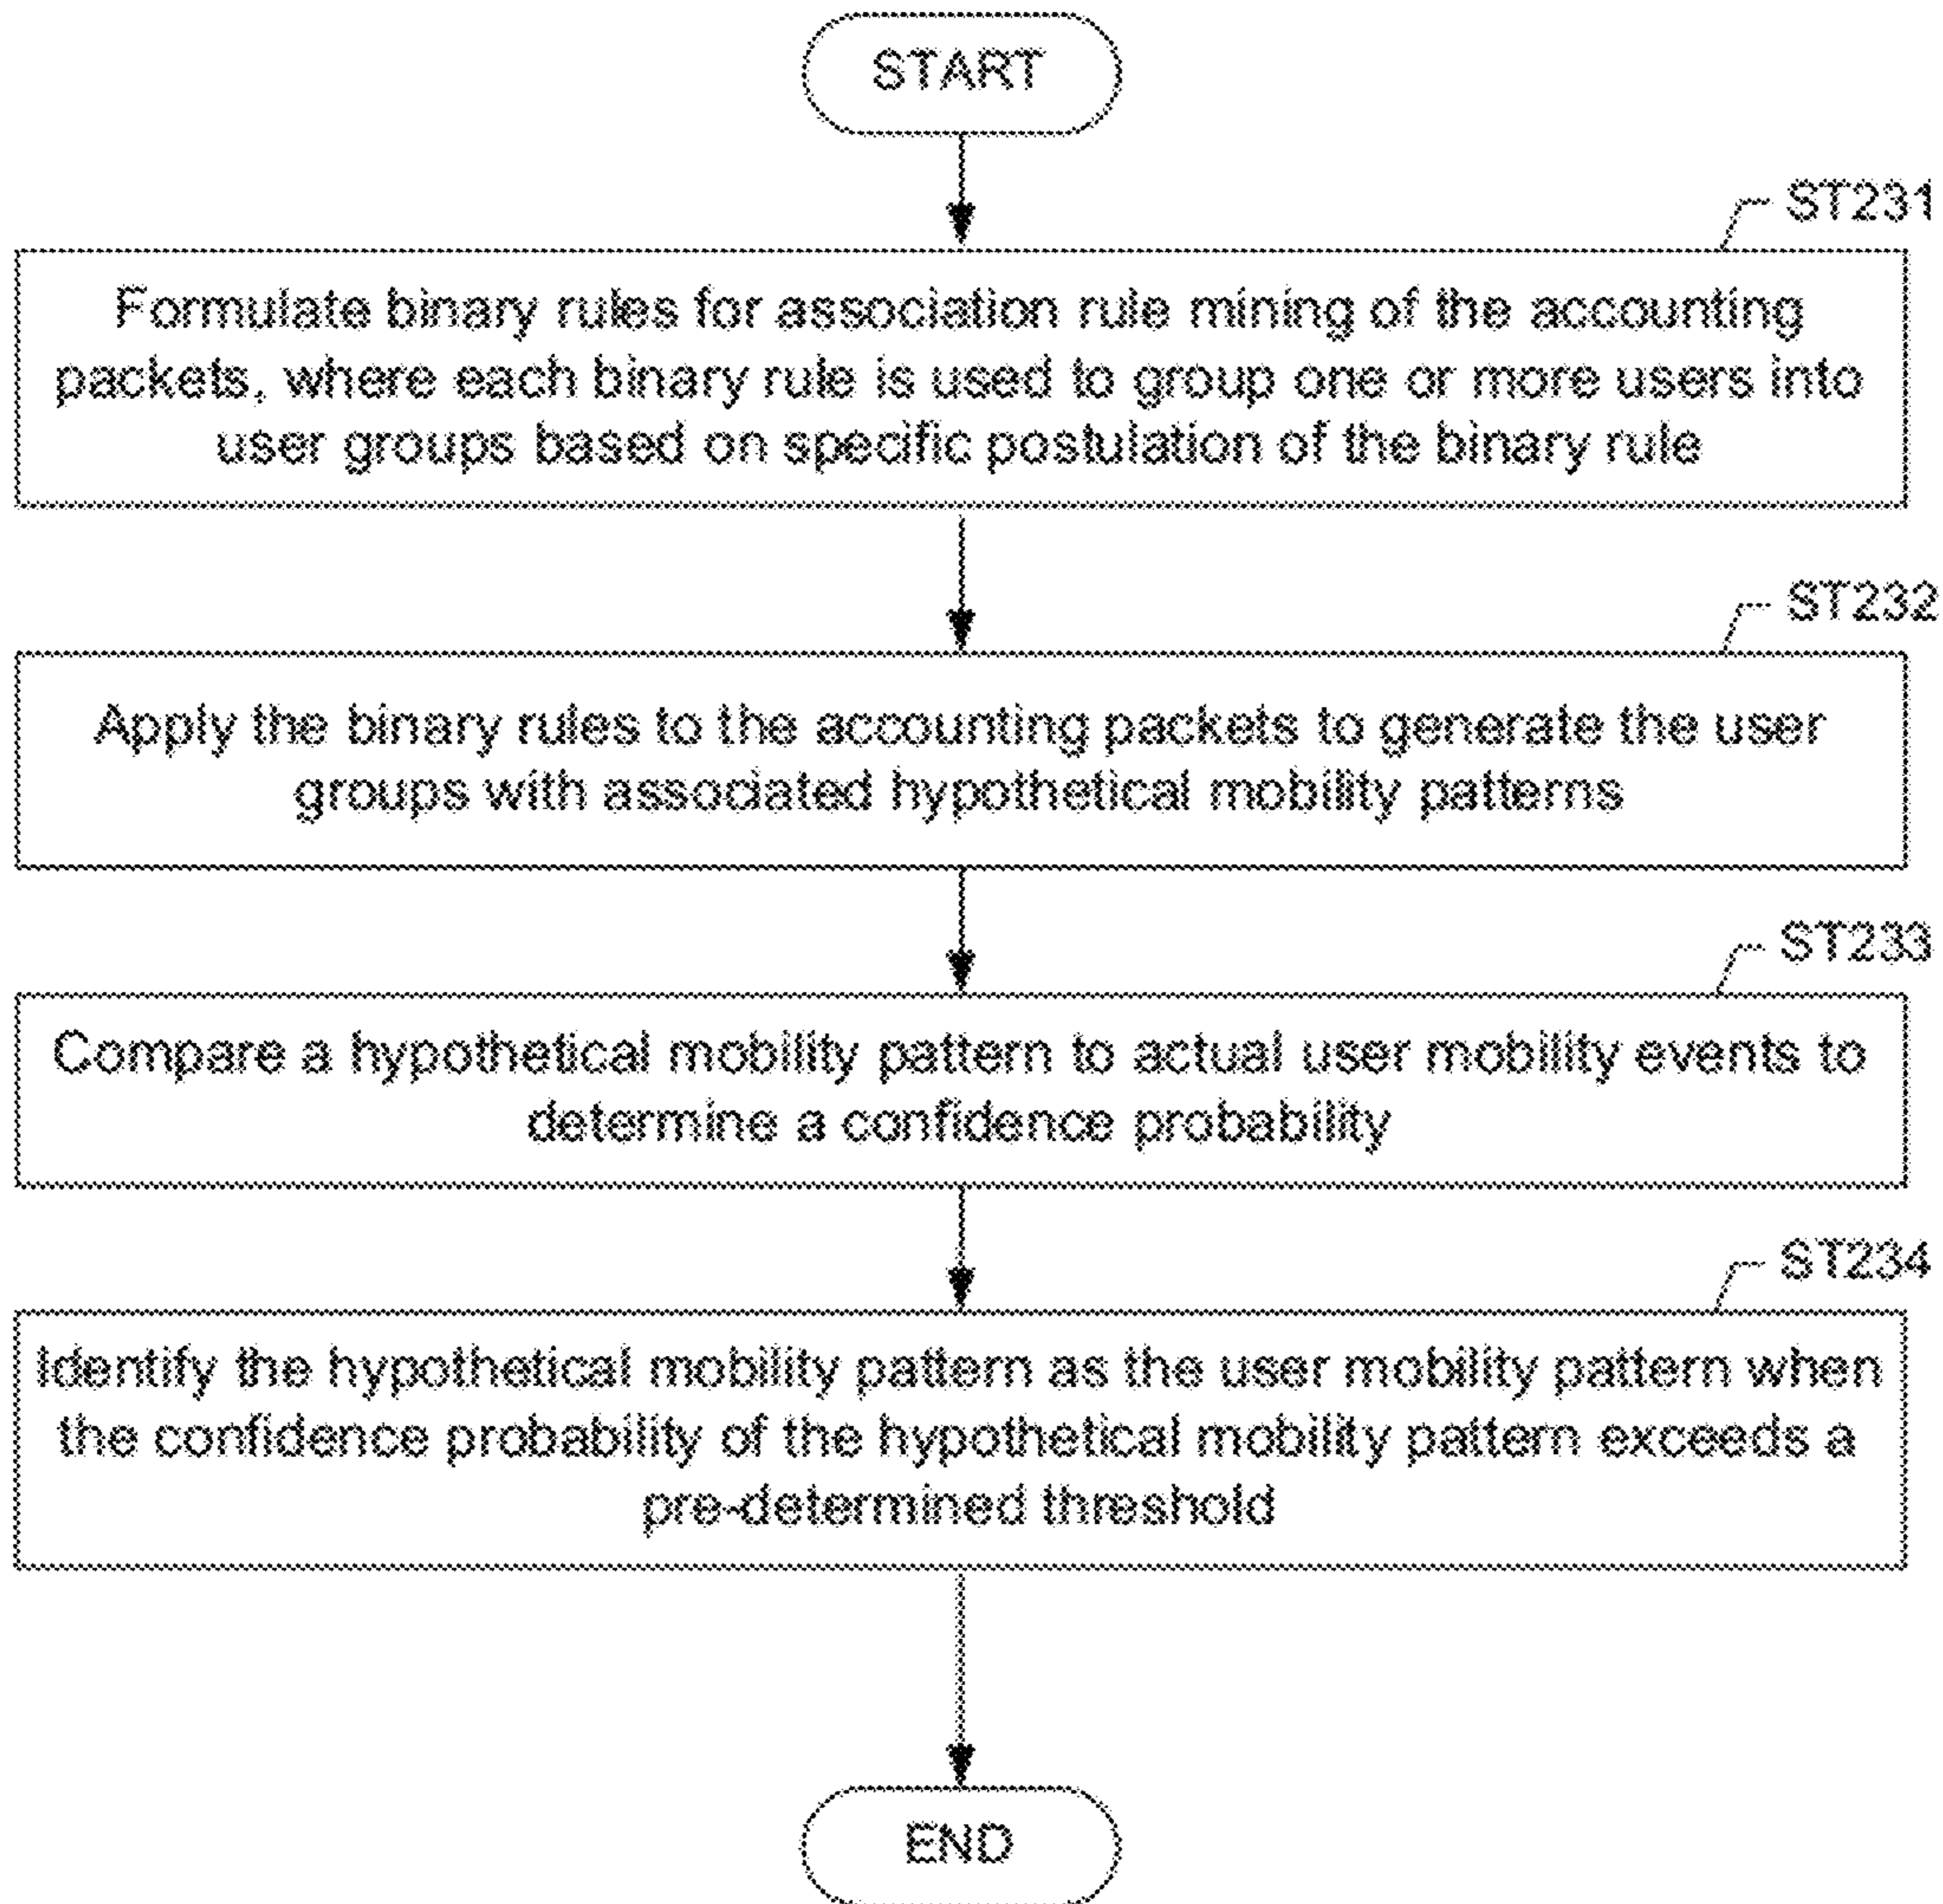 START
ST231
Formulate binary rules for association rule mining of the accounting
packets, where each binary rule is used to group one or more users into
user groups based on specific postulation of the binary rule
ST232
Apply the binary rules to the accounting packets to generate the user
groups with associated hypothetical mobility patterns
ST233
Compare a hypothetical mobility pattern to actual user mobility events to
determine a confidence probability
ST234
Identify the hypothetical mobility pattern as the user mobility pattern when
the confidence probability of the hypothetical mobility pattern exceeds a
pre-determined threshold
END